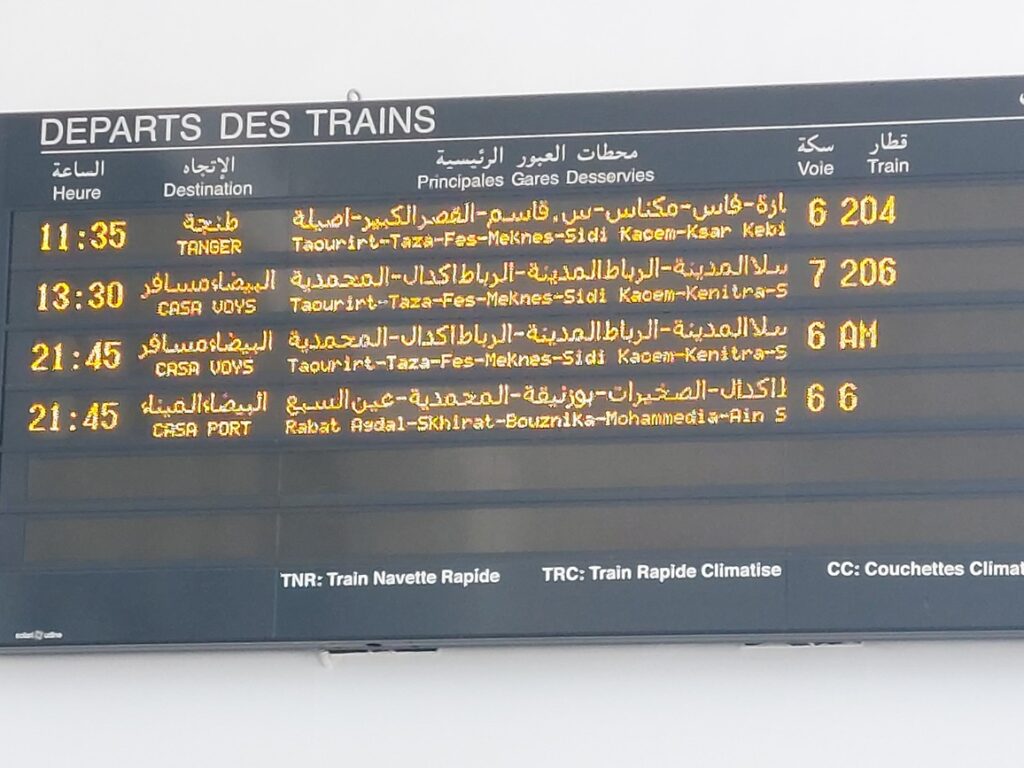 DEPARTS DES TRAINS
الساعة الإتجاه محطات العبور الرئيسية سكة قطار
Heure Destination Principales Gares Desservies Voie Train
11:35 طنجة ازة-فاس-مكناس-س. قاسم-القصر الكبير-اصيلة 6 204
TANGER Taourirt-Taza-Fes-Meknes-Sidi Kacem-Ksar Kebi
13:30 البيضاء مسافر سلا المدينة-الرباط المدينة-الرباط اكدال-المحمدية 7 206
CASA VOYS Taourirt-Taza-Fes-Meknes-Sidi Kacem-Kenitra-S
21:45 البيضاء مسافر سلا المدينة-الرباط المدينة-الرباط اكدال-المحمدية 6 AM
CASA VOYS Taourirt-Taza-Fes-Meknes-Sidi Kacem-Kenitra-S
21:45 البيضاء الميناء اكدال-الصخيرات-بوزنيقة-المحمدية-عين السبع 6 6
CASA PORT Rabat Agdal-SKhirat-Bouznika-Mohammedia-Ain S
TNR: Train Navette Rapide TRC: Train Rapide Climatise CC: Couchettes Climat
solari udine